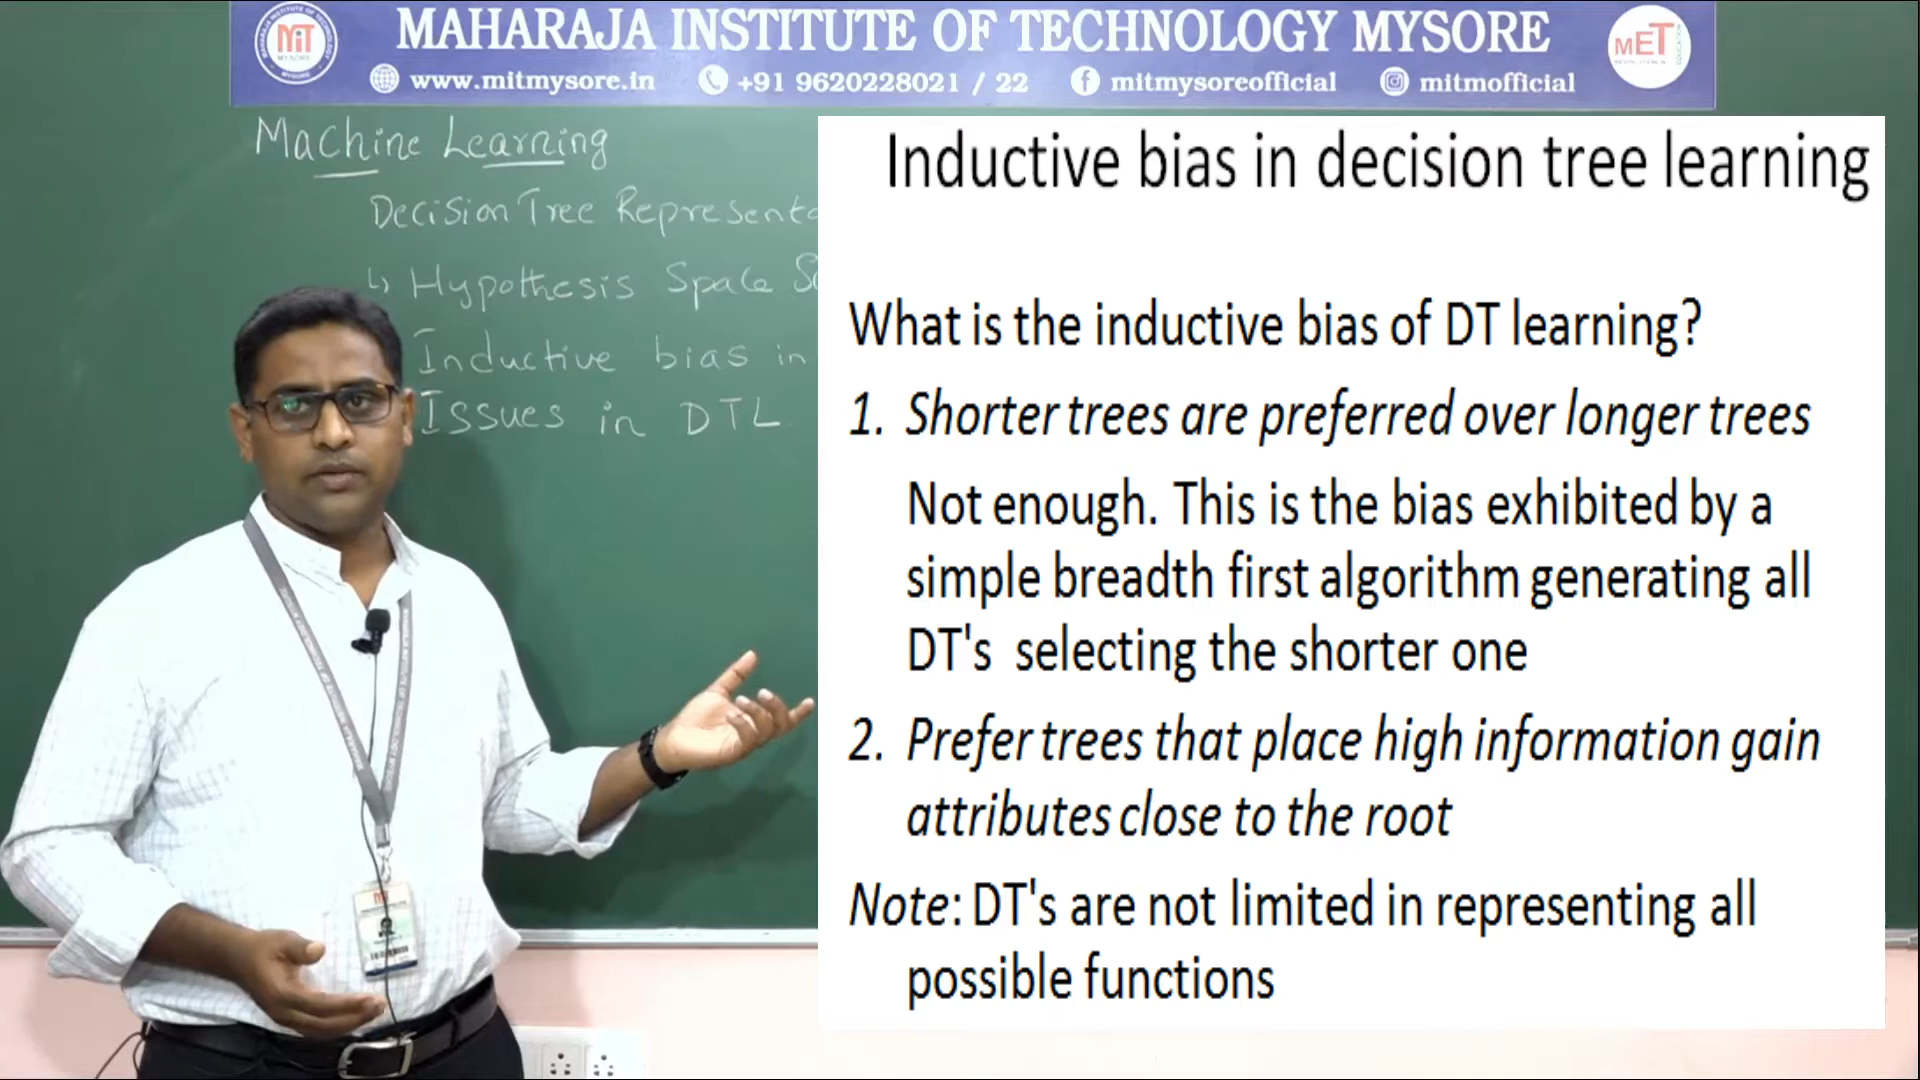 MAHARAJA INSTITUTE OF TECHNOLOGY MYSORE
www.mitmysore.in +91 9620228021 / 22 mitmysoreofficial mitmofficial
MiT
MYSORE
MET
Machine Learning
Decision Tree
Hypothesis Space
Inductive bias in
Issues in DTL
Inductive bias in decision tree learning
What is the inductive bias of DT learning?
1. Shorter trees are preferred over longer trees
Not enough. This is the bias exhibited by a
simple breadth first algorithm generating all
DT's selecting the shorter one
2. Prefer trees that place high information gain
attributes close to the root
Note: DT's are not limited in representing all
possible functions